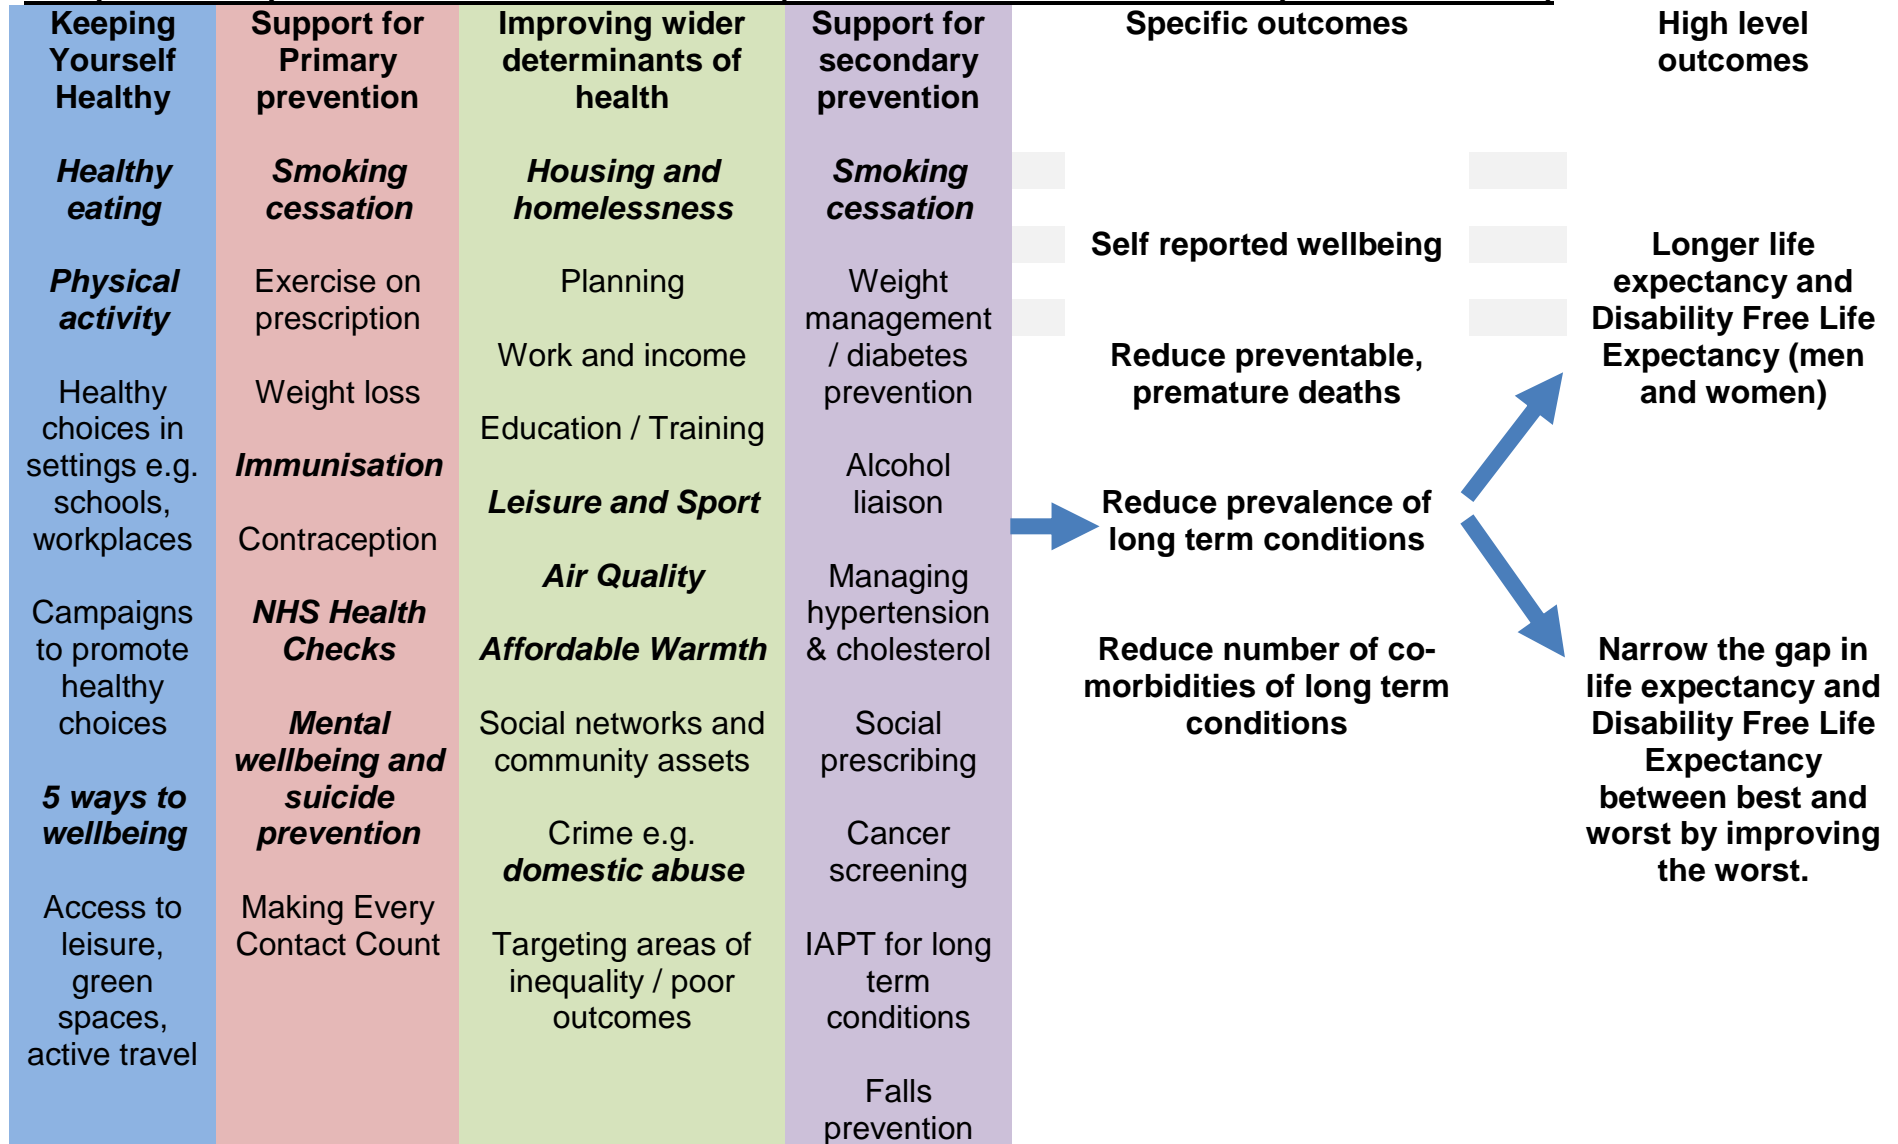 Keeping
Yourself
Healthy
Healthy
eating
Physical
activity
Healthy
choices in
settings e.g.
schools,
workplaces
Campaigns
to promote
healthy
choices
5 ways to
wellbeing
Access to
leisure,
green
spaces,
active travel
Support for
Primary
prevention
Smoking
cessation
Exercise on
prescription
Weight loss
Immunisation
Contraception
NHS Health
Checks
Mental
wellbeing and
suicide
prevention
Making Every
Contact Count
Improving wider
determinants of
health
Housing and
homelessness
Planning
Work and income
Education / Training
Leisure and Sport
Air Quality
Affordable Warmth
Social networks and
community assets
Crime e.g.
domestic abuse
Targeting areas of
inequality / poor
outcomes
Support for
secondary
prevention
Smoking
cessation
Weight
management
/ diabetes
prevention
Alcohol
liaison
Managing
hypertension
& cholesterol
Social
prescribing
Cancer
screening
IAPT for long
term
conditions
Falls
prevention
Specific outcomes
Self reported wellbeing
Reduce preventable,
premature deaths
Reduce prevalence of
long term conditions
Reduce number of co-
morbidities of long term
conditions
High level
outcomes
Longer life
expectancy and
Disability Free Life
Expectancy (men
and women)
Narrow the gap in
life expectancy and
Disability Free Life
Expectancy
between best and
worst by improving
the worst.